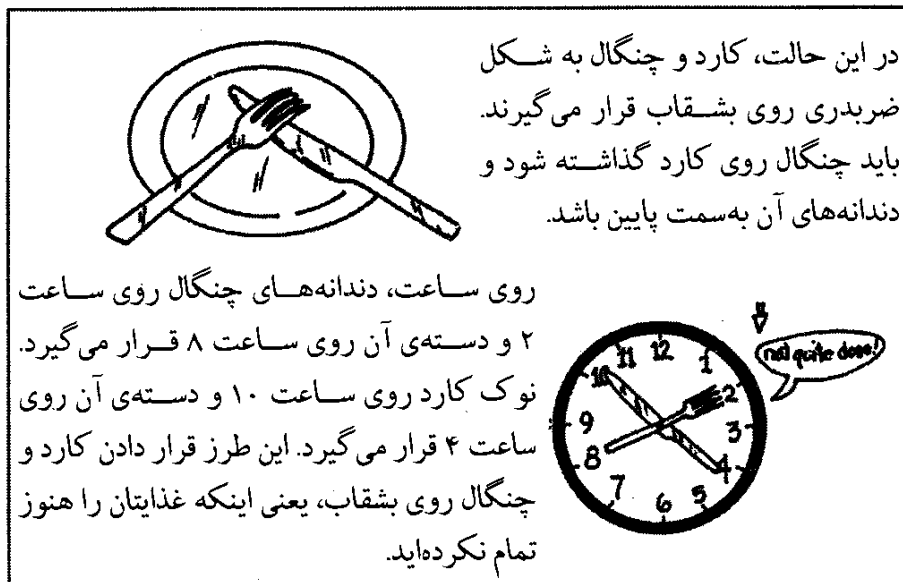 در این حالت، کارد و چنگال به شکل
ضربدری روی بشقاب قرار می‌گیرند.
باید چنگال روی کارد گذاشته شود و
دندانه‌های آن به‌سمت پایین باشد.
روی ساعت، دندانه‌های چنگال روی ساعت
۲ و دسته‌ی آن روی ساعت ۸ قرار می‌گیرد.
نوک کارد روی ساعت ۱۰ و دسته‌ی آن روی
ساعت ۴ قرار می‌گیرد. این طرز قرار دادن کارد و
چنگال روی بشقاب، یعنی اینکه غذایتان را هنوز
تمام نکرده‌اید.
not quite done!
12
1
2
3
4
5
6
7
8
9
10
11